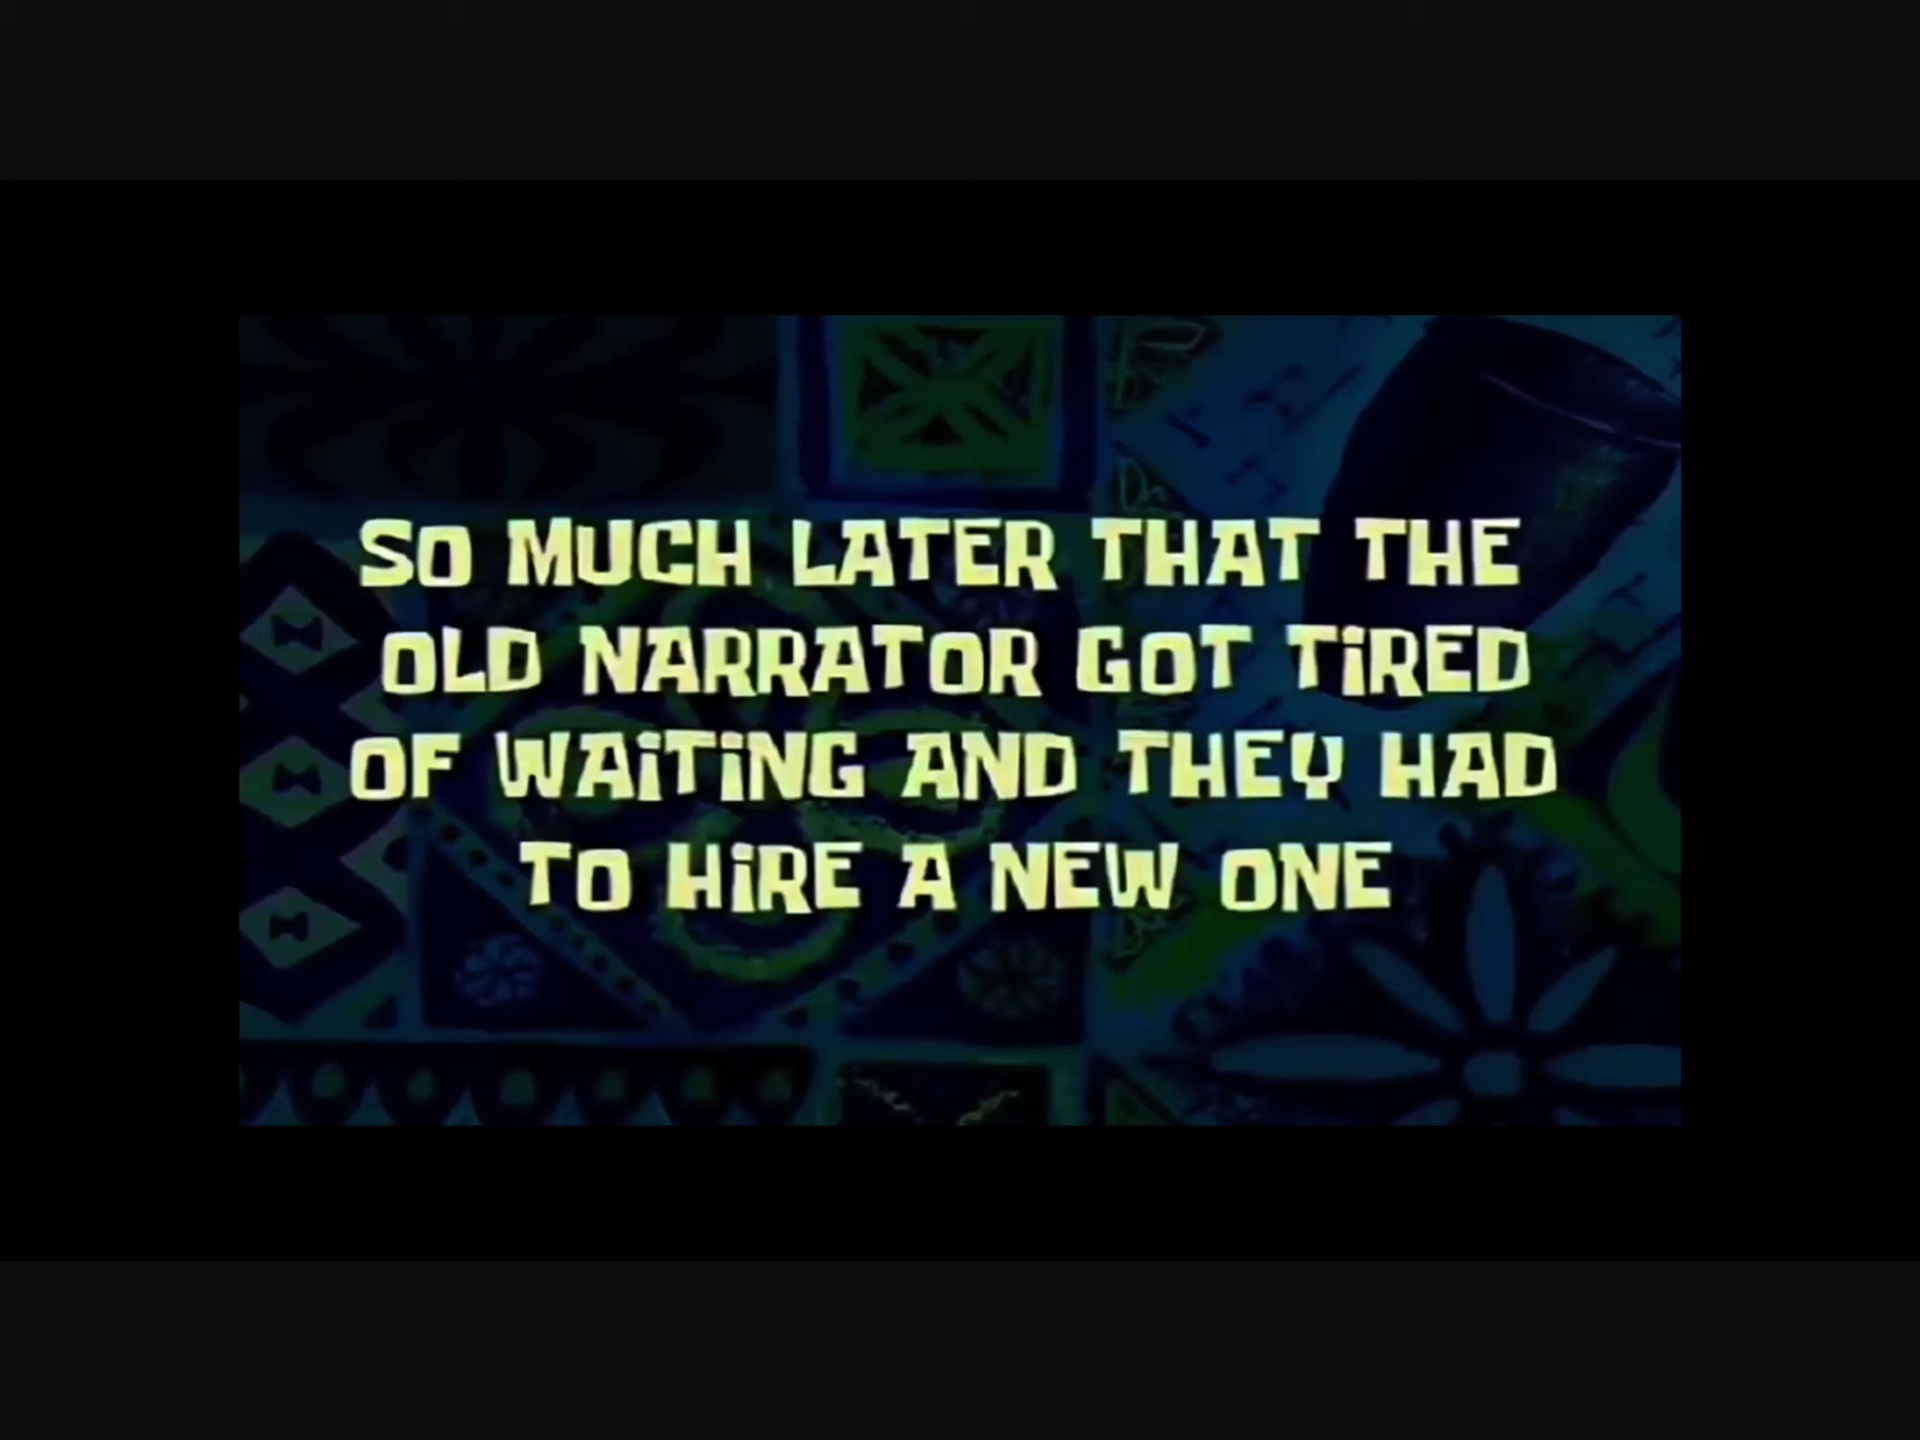 SO MUCH LATER THAT THE
OLD NARRATOR GOT TiRED
OF WAiTiNG AND THEY HAD
TO HiRE A NEW ONE